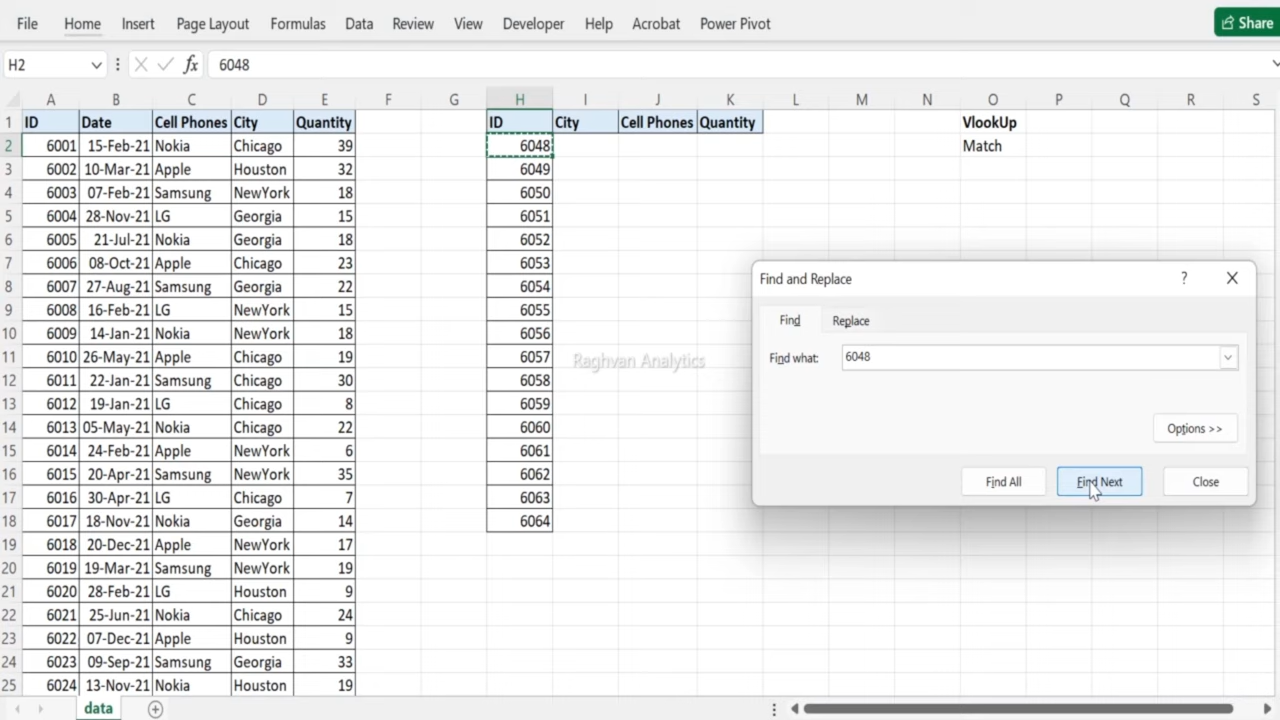 File Home Insert Page Layout Formulas Data Review View Developer Help Acrobat Power Pivot Share
H2 fx 6048
A B C D E F G H I J K L M N O P Q R S
1 ID Date Cell Phones City Quantity ID City Cell Phones Quantity VlookUp
2 6001 15-Feb-21 Nokia Chicago 39 6048 Match
3 6002 10-Mar-21 Apple Houston 32 6049
4 6003 07-Feb-21 Samsung NewYork 18 6050
5 6004 28-Nov-21 LG Georgia 15 6051
6 6005 21-Jul-21 Nokia Georgia 18 6052
7 6006 08-Oct-21 Apple Chicago 23 6053
8 6007 27-Aug-21 Samsung Georgia 22 6054
9 6008 16-Feb-21 LG NewYork 15 6055
10 6009 14-Jan-21 Nokia NewYork 18 6056
11 6010 26-May-21 Apple Chicago 19 6057
12 6011 22-Jan-21 Samsung Chicago 30 6058
13 6012 19-Jan-21 LG Chicago 8 6059
14 6013 05-May-21 Nokia Chicago 22 6060
15 6014 24-Feb-21 Apple NewYork 6 6061
16 6015 20-Apr-21 Samsung NewYork 35 6062
17 6016 30-Apr-21 LG Chicago 7 6063
18 6017 18-Nov-21 Nokia Georgia 14 6064
19 6018 20-Dec-21 Apple NewYork 17
20 6019 19-Mar-21 Samsung NewYork 19
21 6020 28-Feb-21 LG Houston 9
22 6021 25-Jun-21 Nokia Chicago 24
23 6022 07-Dec-21 Apple Houston 9
24 6023 09-Sep-21 Samsung Georgia 33
25 6024 13-Nov-21 Nokia Houston 19
Raghvan Analytics
Find and Replace ?
Find Replace
Find what: 6048
Options >>
Find All Find Next Close
data